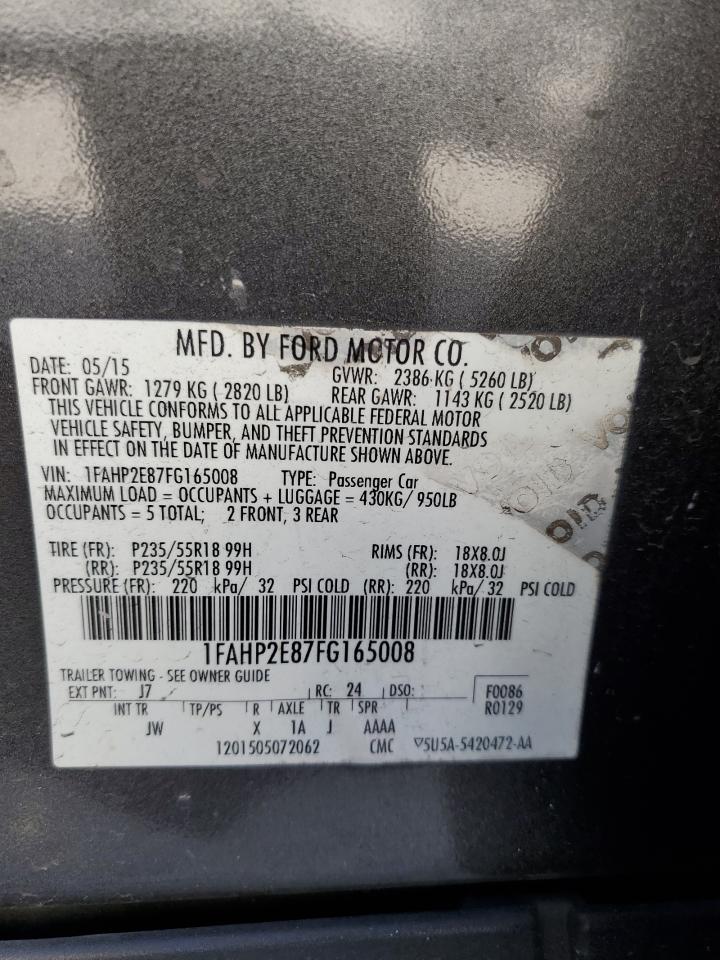 MFD. BY FORD MOTOR CO.
DATE: 05/15 GVWR: 2386 KG ( 5260 LB)
FRONT GAWR: 1279 KG ( 2820 LB) REAR GAWR: 1143 KG ( 2520 LB)
THIS VEHICLE CONFORMS TO ALL APPLICABLE FEDERAL MOTOR
VEHICLE SAFETY, BUMPER, AND THEFT PREVENTION STANDARDS
IN EFFECT ON THE DATE OF MANUFACTURE SHOWN ABOVE.
VIN: 1FAHP2E87FG165008 TYPE: Passenger Car
MAXIMUM LOAD = OCCUPANTS + LUGGAGE = 430KG/ 950LB
OCCUPANTS = 5 TOTAL; 2 FRONT, 3 REAR
TIRE (FR): P235/55R18 99H RIMS (FR): 18X8.0J
(RR): P235/55R18 99H (RR): 18X8.0J
PRESSURE (FR): 220 kPa/ 32 PSI COLD (RR): 220 kPa/ 32 PSI COLD
1FAHP2E87FG165008
TRAILER TOWING - SEE OWNER GUIDE
EXT PNT: J7 RC: 24 DSO: F0086
INT TR TP/PS R AXLE TR SPR R0129
JW X 1A J AAAA
1201505072062 CMC ▽5U5A-5420472-AA
VOID